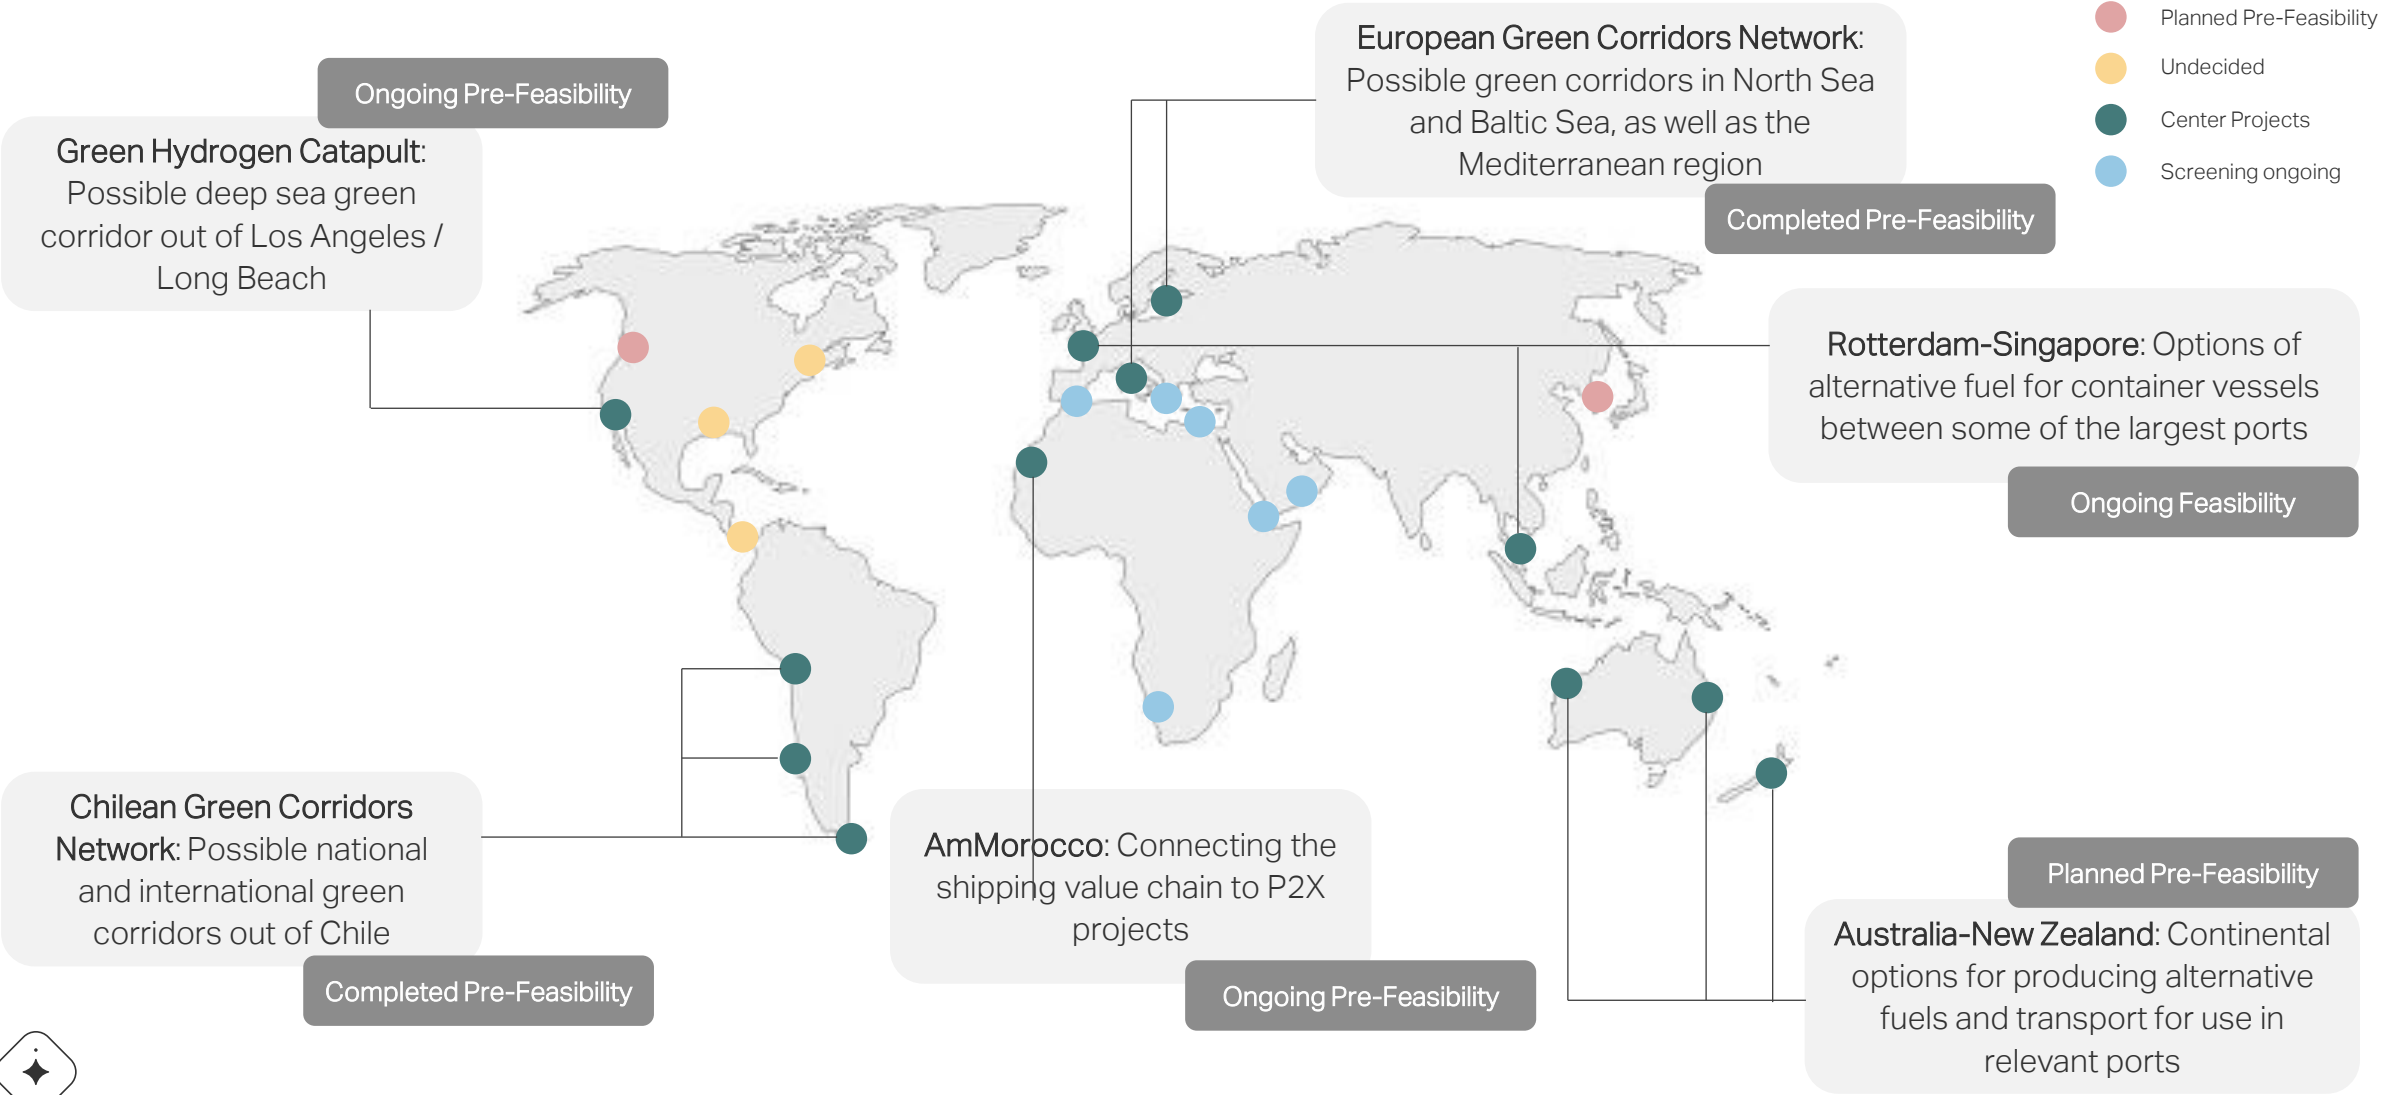 Planned Pre-Feasibility
Undecided
Center Projects
Screening ongoing
Ongoing Pre-Feasibility
Green Hydrogen Catapult:
Possible deep sea green
corridor out of Los Angeles /
Long Beach
European Green Corridors Network:
Possible green corridors in North Sea
and Baltic Sea, as well as the
Mediterranean region
Completed Pre-Feasibility
Rotterdam-Singapore: Options of
alternative fuel for container vessels
between some of the largest ports
Ongoing Feasibility
Chilean Green Corridors
Network: Possible national
and international green
corridors out of Chile
Completed Pre-Feasibility
AmMorocco: Connecting the
shipping value chain to P2X
projects
Ongoing Pre-Feasibility
Planned Pre-Feasibility
Australia-New Zealand: Continental
options for producing alternative
fuels and transport for use in
relevant ports